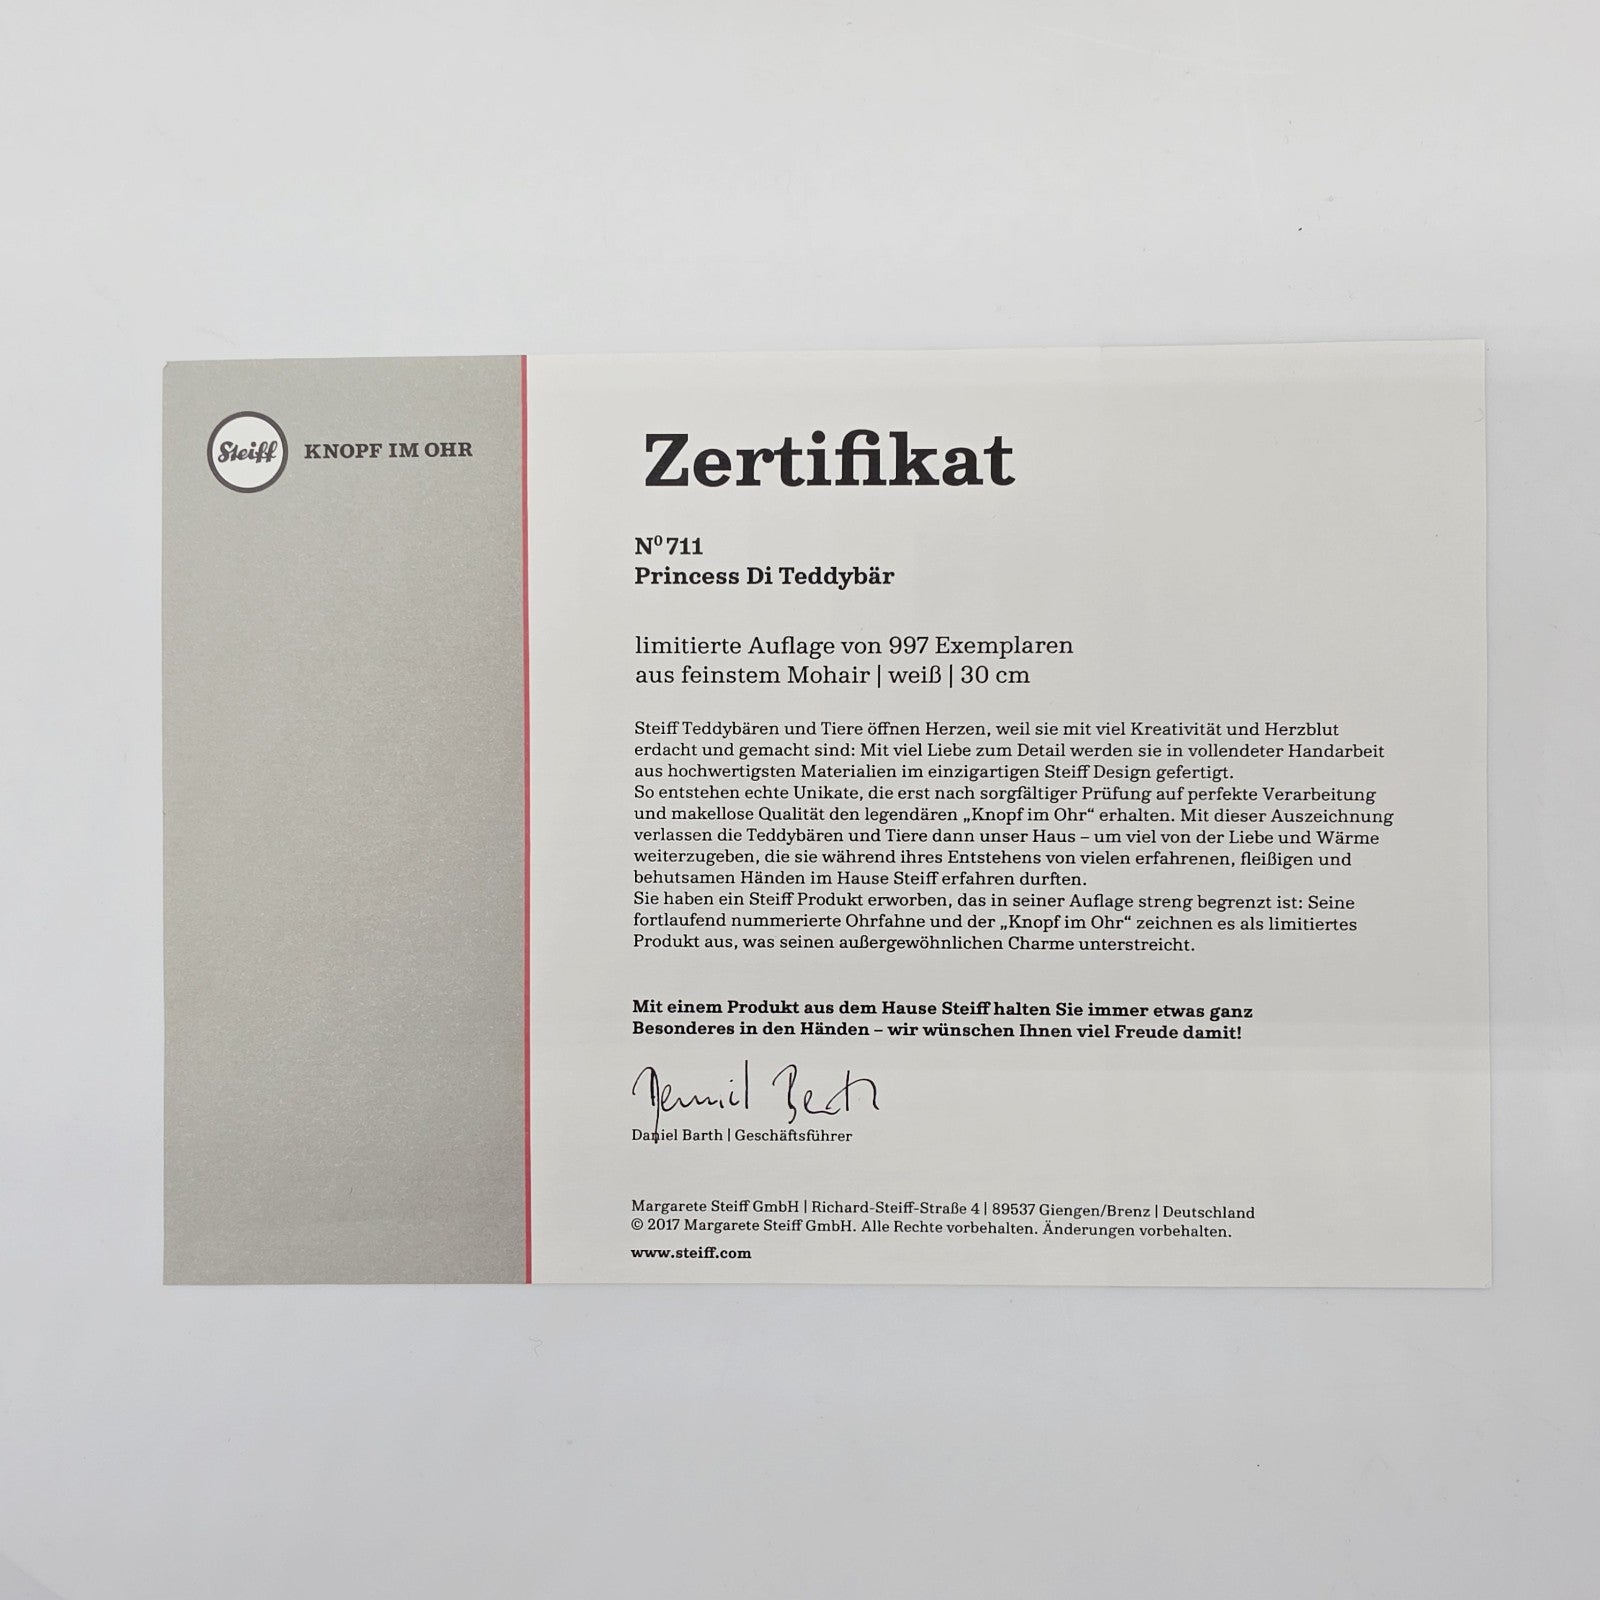 Steiff KNOPF IM OHR
Zertifikat
Nº 711
Princess Di Teddybär
limitierte Auflage von 997 Exemplaren
aus feinstem Mohair | weiß | 30 cm
Steiff Teddybären und Tiere öffnen Herzen, weil sie mit viel Kreativität und Herzblut
erdacht und gemacht sind: Mit viel Liebe zum Detail werden sie in vollendeter Handarbeit
aus hochwertigsten Materialien im einzigartigen Steiff Design gefertigt.
So entstehen echte Unikate, die erst nach sorgfältiger Prüfung auf perfekte Verarbeitung
und makellose Qualität den legendären „Knopf im Ohr“ erhalten. Mit dieser Auszeichnung
verlassen die Teddybären und Tiere dann unser Haus – um viel von der Liebe und Wärme
weiterzugeben, die sie während ihres Entstehens von vielen erfahrenen, fleißigen und
behutsamen Händen im Hause Steiff erfahren durften.
Sie haben ein Steiff Produkt erworben, das in seiner Auflage streng begrenzt ist: Seine
fortlaufend nummerierte Ohrfahne und der „Knopf im Ohr“ zeichnen es als limitiertes
Produkt aus, was seinen außergewöhnlichen Charme unterstreicht.
Mit einem Produkt aus dem Hause Steiff halten Sie immer etwas ganz
Besonderes in den Händen – wir wünschen Ihnen viel Freude damit!
Daniel Barth
Daniel Barth | Geschäftsführer
Margarete Steiff GmbH | Richard-Steiff-Straße 4 | 89537 Giengen/Brenz | Deutschland
© 2017 Margarete Steiff GmbH. Alle Rechte vorbehalten. Änderungen vorbehalten.
www.steiff.com